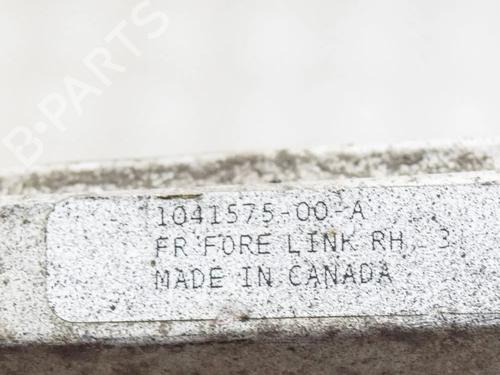 B-PARTS
1041575-00-A
FR FORE LINK RH 3
MADE IN CANADA